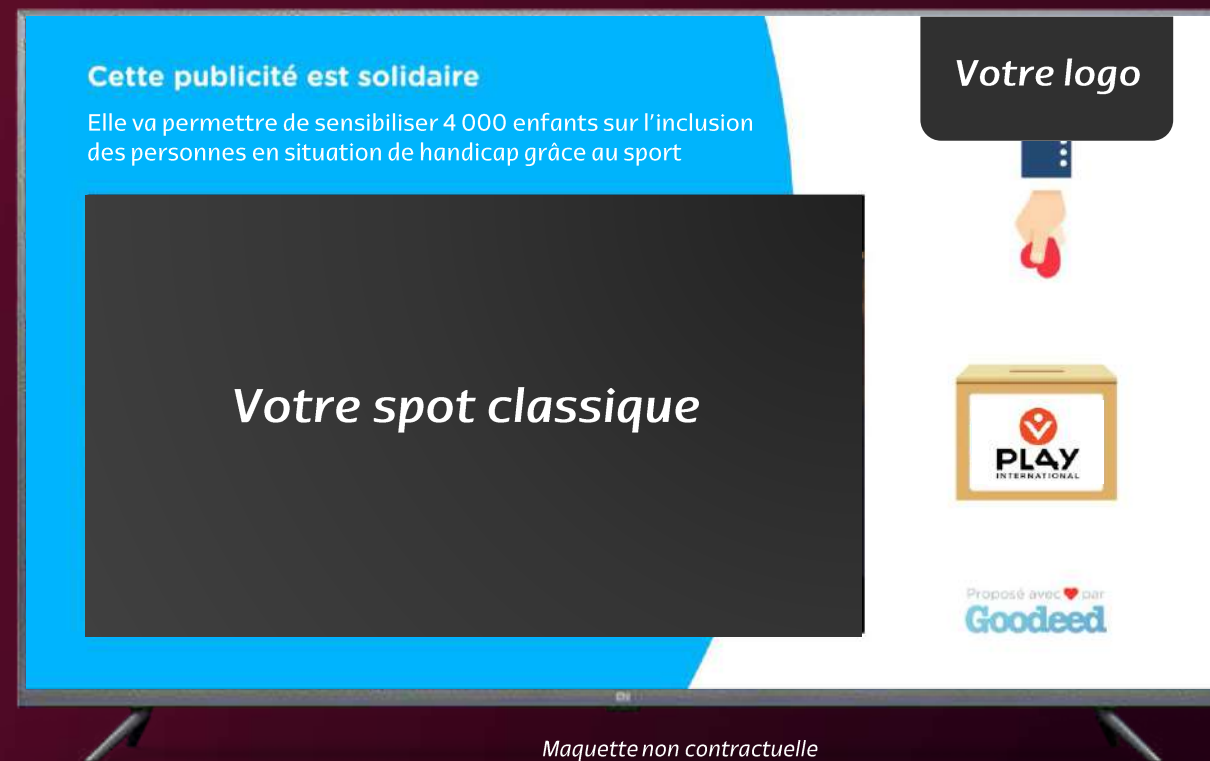 Cette publicité est solidaire
Elle va permettre de sensibiliser 4 000 enfants sur l'inclusion
des personnes en situation de handicap grâce au sport
Votre logo
Votre spot classique
PLAY
INTERNATIONAL
Proposé avec ❤ par
Goodeed
Maquette non contractuelle